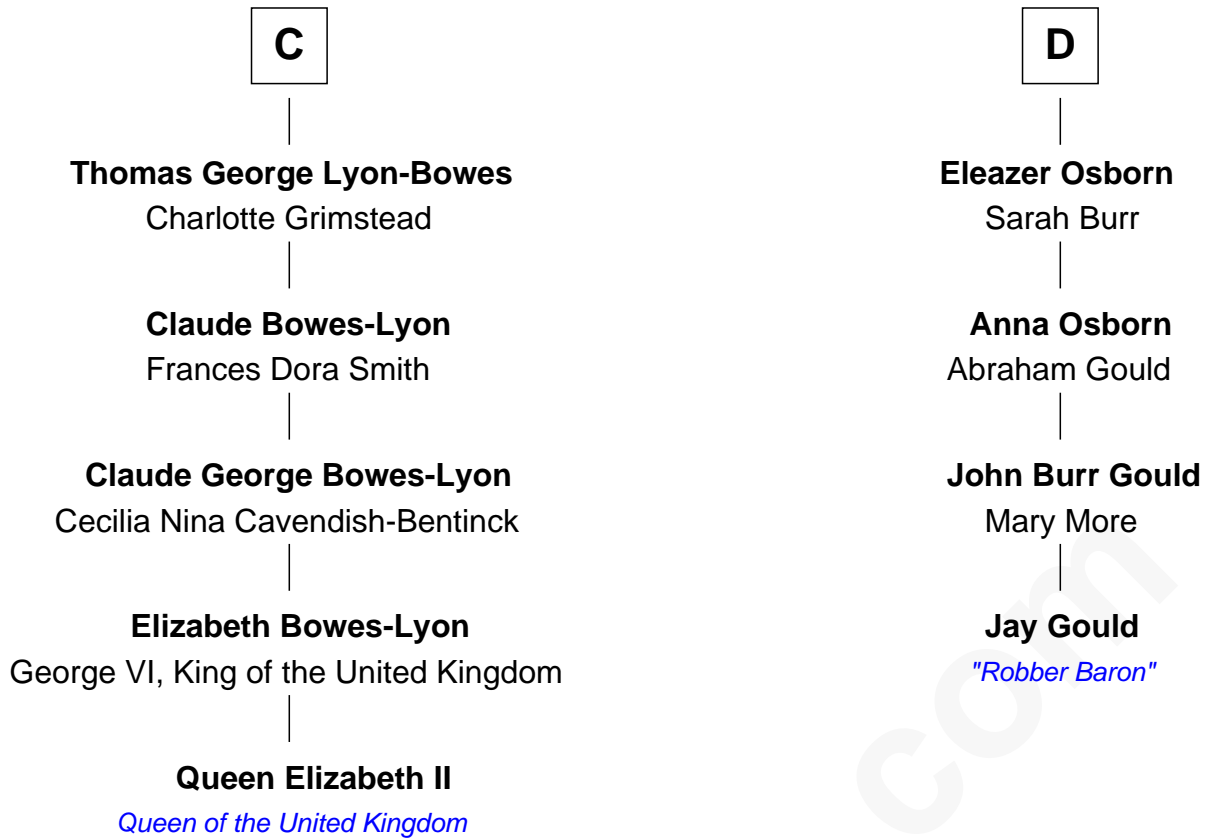 C
Thomas George Lyon-Bowes
Charlotte Grimstead
Claude Bowes-Lyon
Frances Dora Smith
Claude George Bowes-Lyon
Cecilia Nina Cavendish-Bentinck
Elizabeth Bowes-Lyon
George VI, King of the United Kingdom
Queen Elizabeth II
Queen of the United Kingdom
D
Eleazer Osborn
Sarah Burr
Anna Osborn
Abraham Gould
John Burr Gould
Mary More
Jay Gould
"Robber Baron"
com